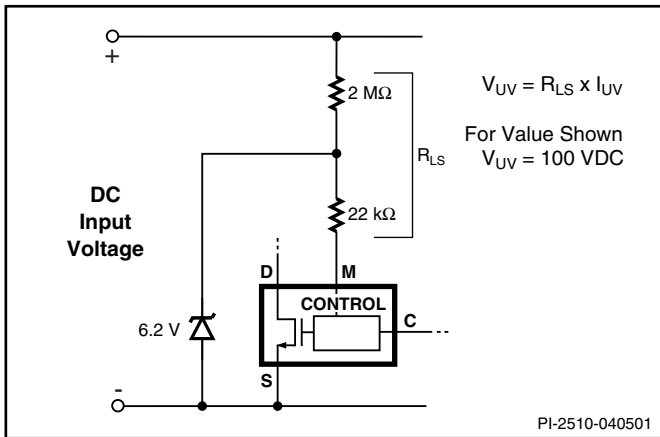 +
2 MΩ
V_UV = R_LS x I_UV
For Value Shown
V_UV = 100 VDC
R_LS
DC
Input
Voltage
22 kΩ
D
M
CONTROL
C
6.2 V
S
-
PI-2510-040501